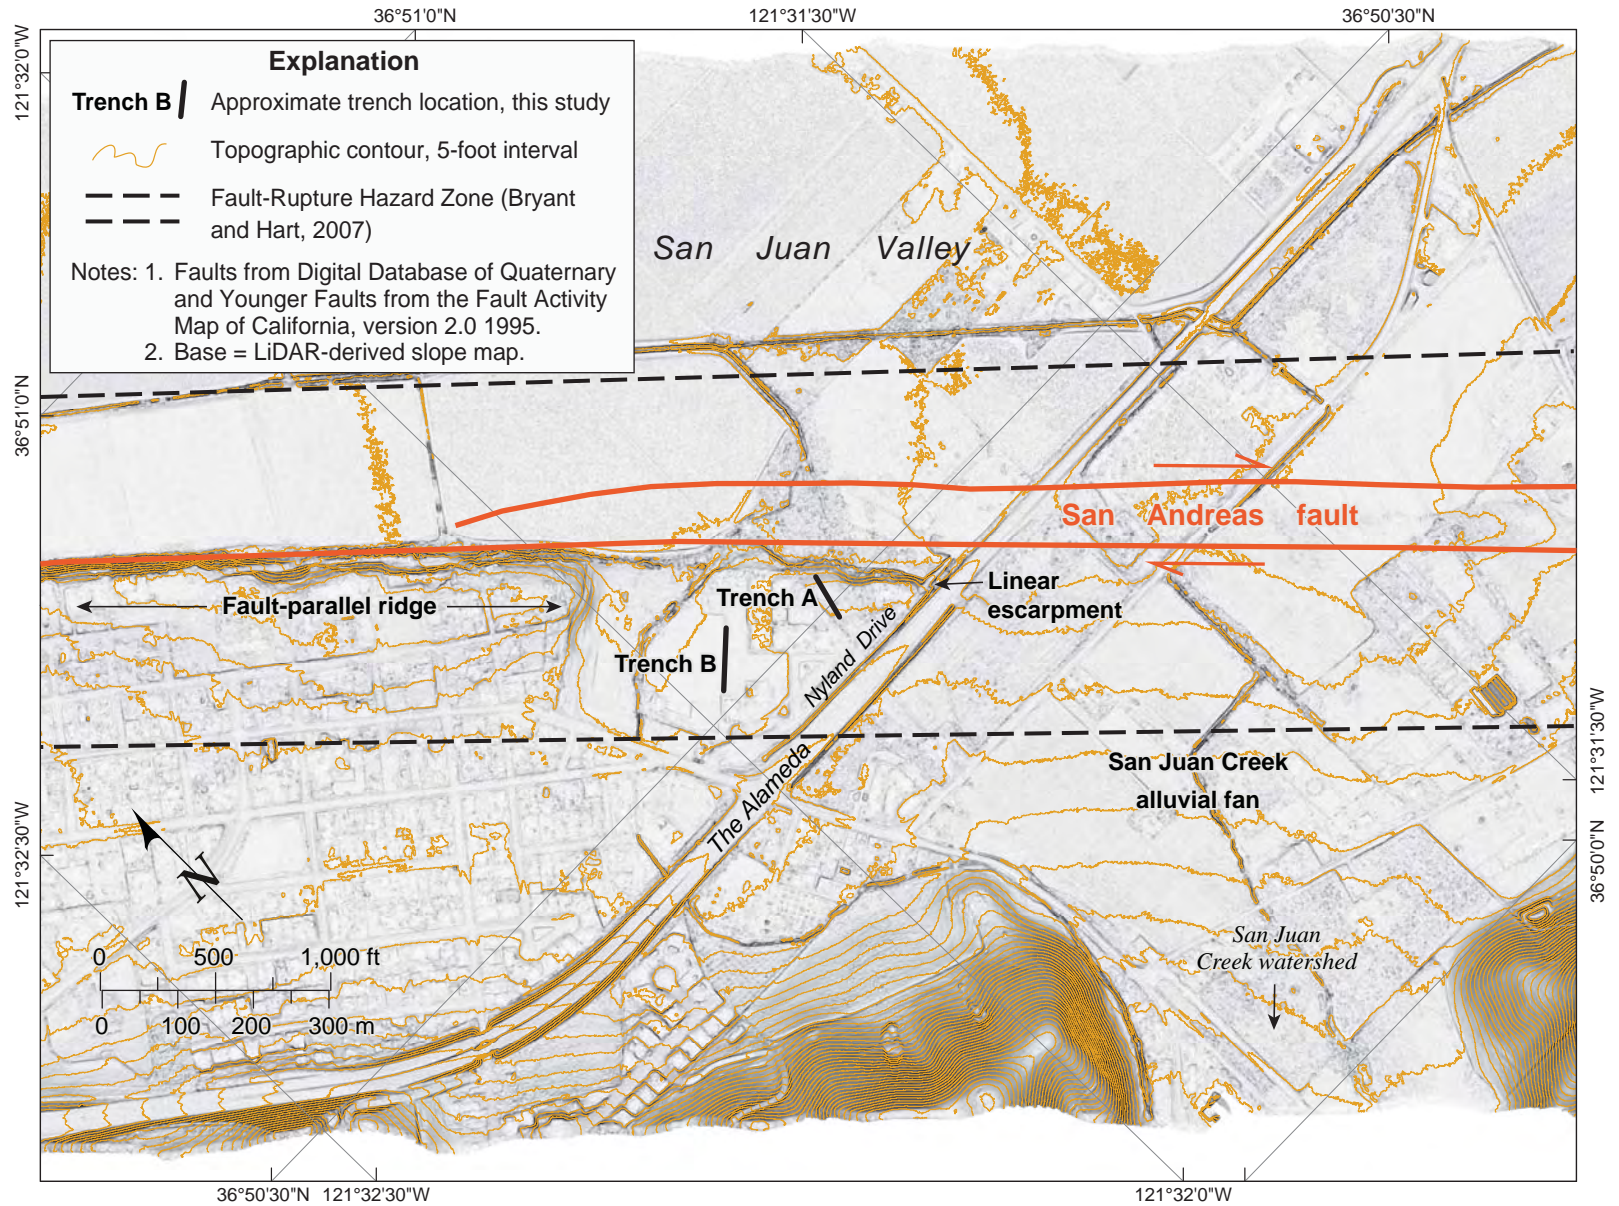 36°51'0"N
121°31'30"W
36°50'30"N
121°32'0"W
Explanation
Trench B
Approximate trench location, this study
Topographic contour, 5-foot interval
Fault-Rupture Hazard Zone (Bryant
and Hart, 2007)
Notes: 1. Faults from Digital Database of Quaternary
and Younger Faults from the Fault Activity
Map of California, version 2.0 1995.
2. Base = LiDAR-derived slope map.
San Juan Valley
36°51'0"N
San Andreas fault
Linear
escarpment
Fault-parallel ridge
Trench A
Trench B
Nyland Drive
The Alameda
San Juan Creek
alluvial fan
121°31'30"W
121°32'30"W
36°50'0"N
N
San Juan
Creek watershed
0 500 1,000 ft
0 100 200 300 m
36°50'30"N
121°32'30"W
121°32'0"W